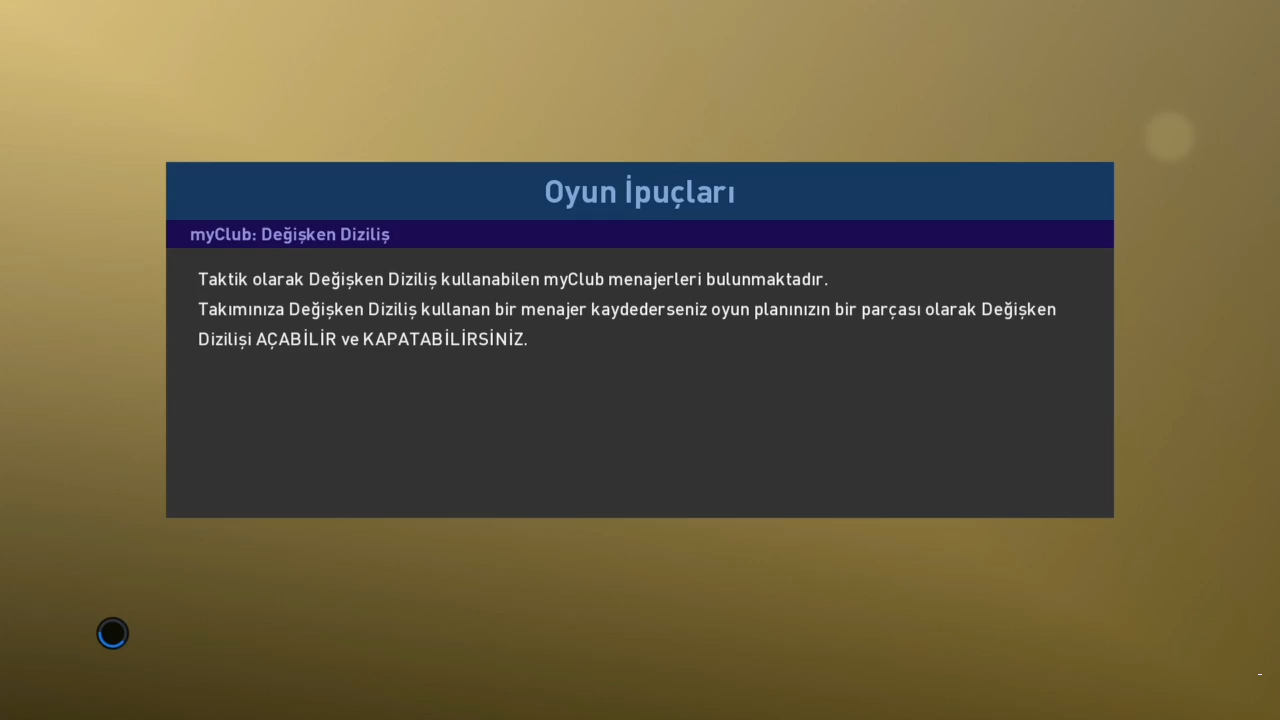 Oyun İpuçları
myClub: Değişken Diziliş
Taktik olarak Değişken Diziliş kullanabilen myClub menajerleri bulunmaktadır.
Takımınıza Değişken Diziliş kullanan bir menajer kaydederseniz oyun planınızın bir parçası olarak Değişken
Dizilişi AÇABİLİR ve KAPATABİLİRSİNİZ.